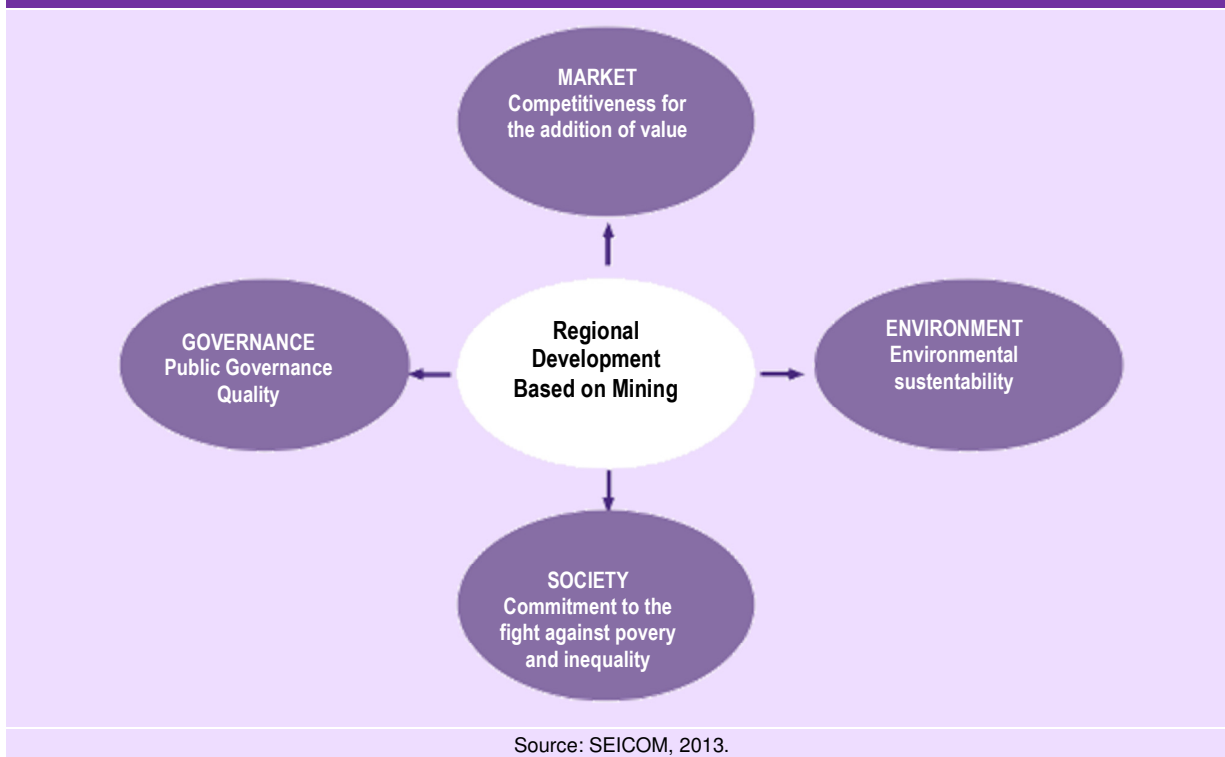 MARKET
Competitiveness for
the addition of value
GOVERNANCE
Public Governance
Quality
Regional
Development
Based on Mining
ENVIRONMENT
Environmental
sustentability
SOCIETY
Commitment to the
fight against povery
and inequality
Source: SEICOM, 2013.